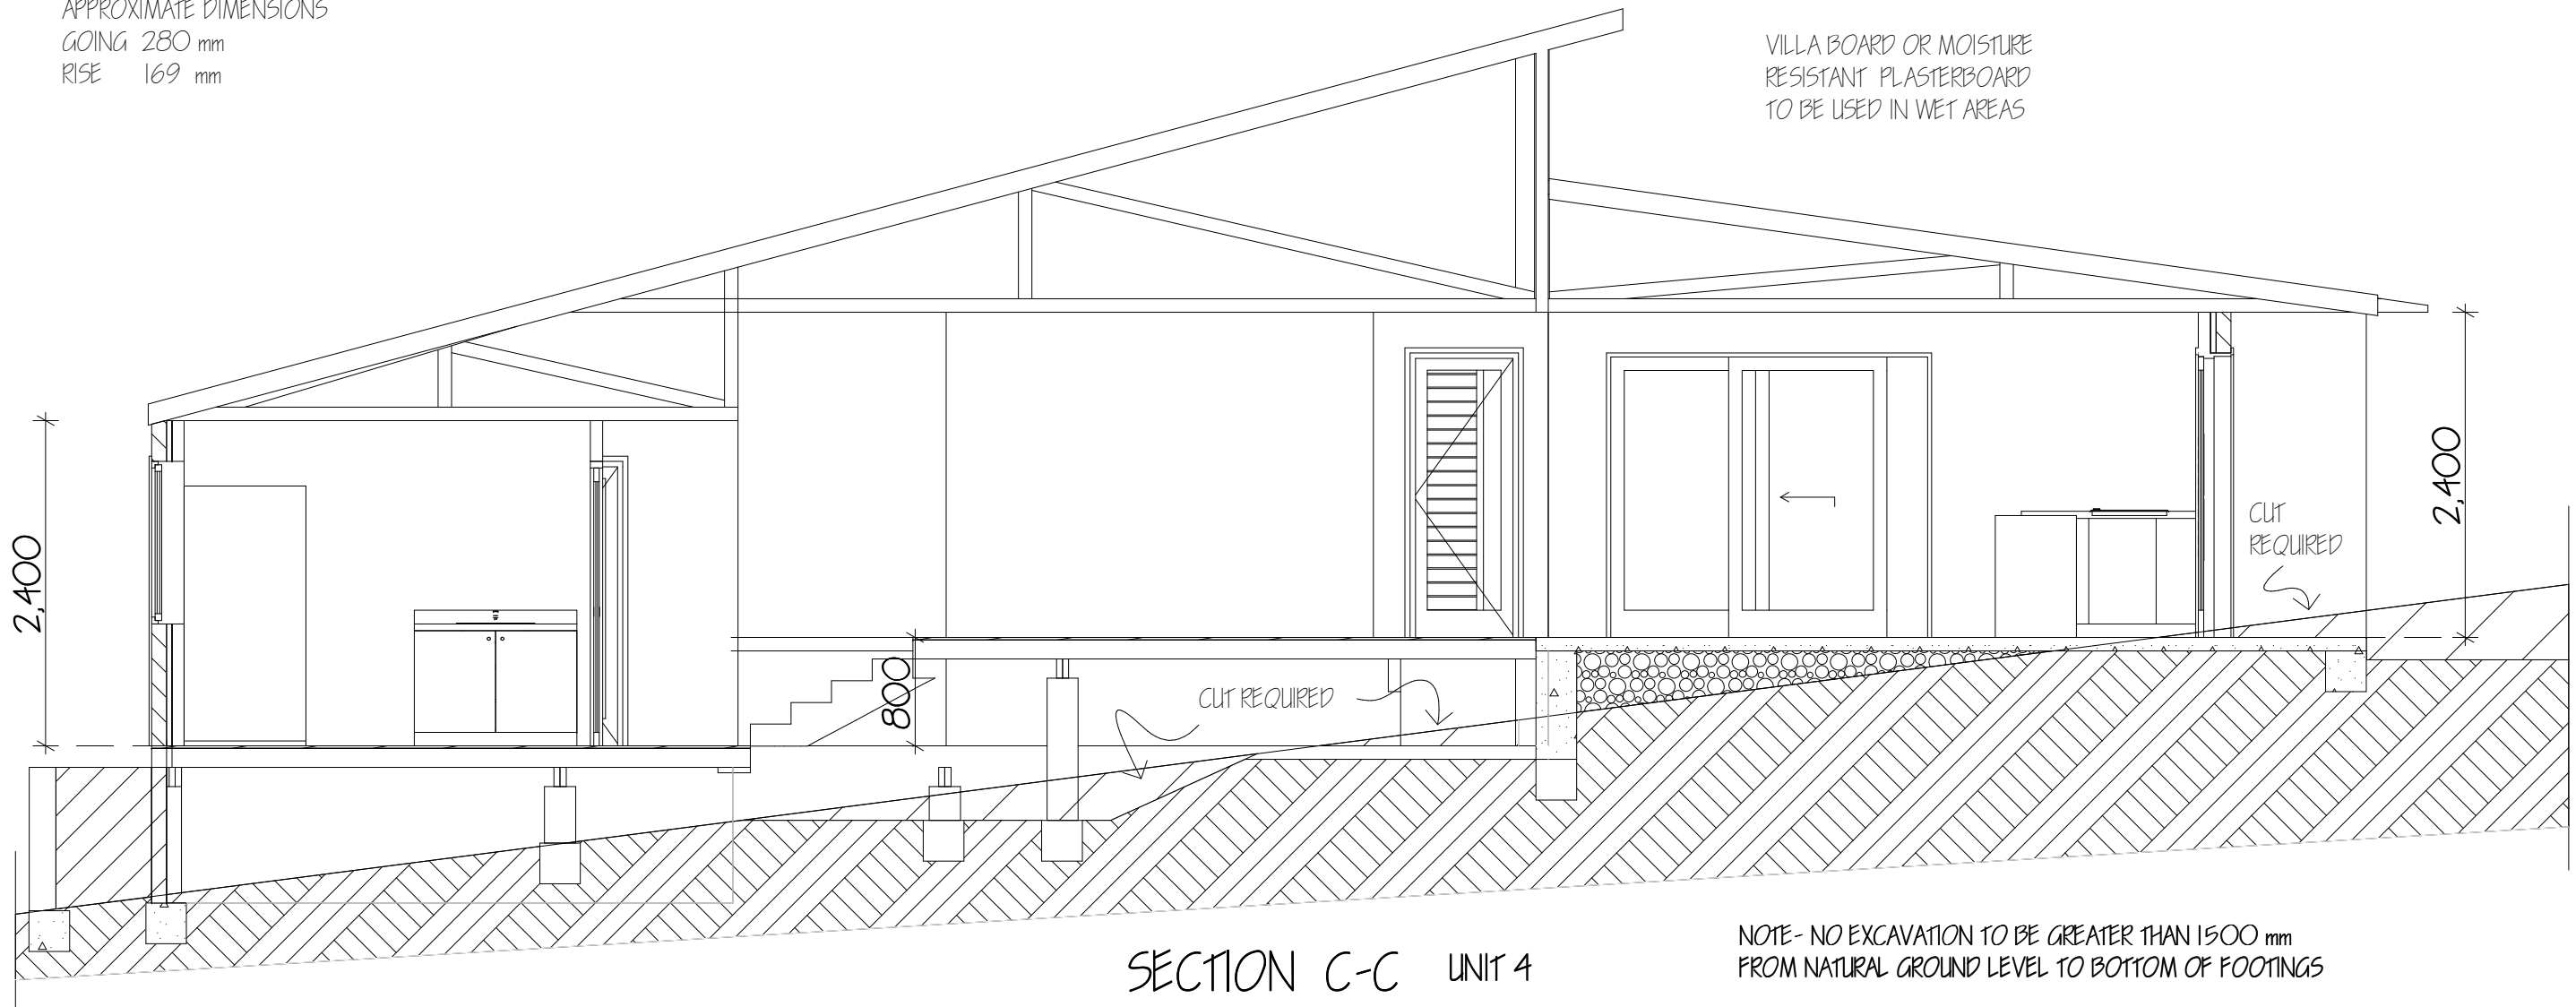 APPROXIMATE DIMENSIONS
GOING 280 mm
RISE 169 mm
VILLA BOARD OR MOISTURE
RESISTANT PLASTERBOARD
TO BE USED IN WET AREAS
2,400
2,400
CUT
REQUIRED
800
CUT REQUIRED
SECTION C-C UNIT 4
NOTE- NO EXCAVATION TO BE GREATER THAN 1500 mm
FROM NATURAL GROUND LEVEL TO BOTTOM OF FOOTINGS